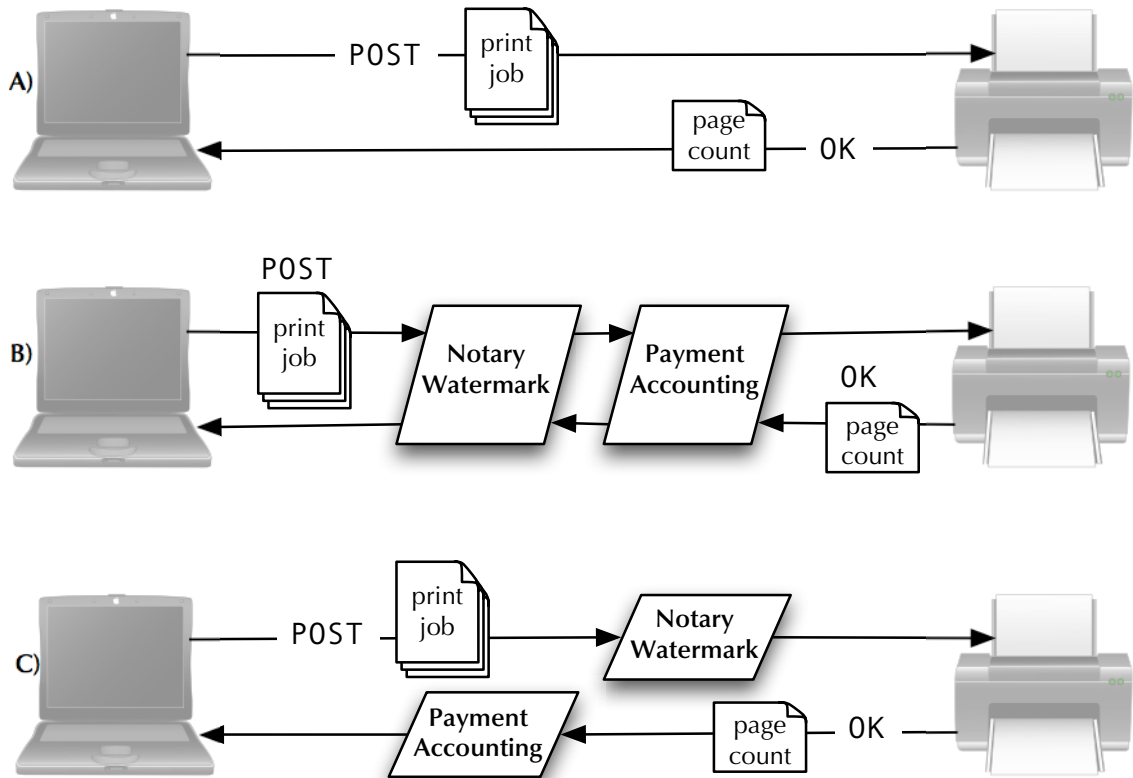 A)
POST
print
job
page
count
OK
B)
POST
print
job
Notary
Watermark
Payment
Accounting
OK
page
count
C)
POST
print
job
Notary
Watermark
Payment
Accounting
page
count
OK